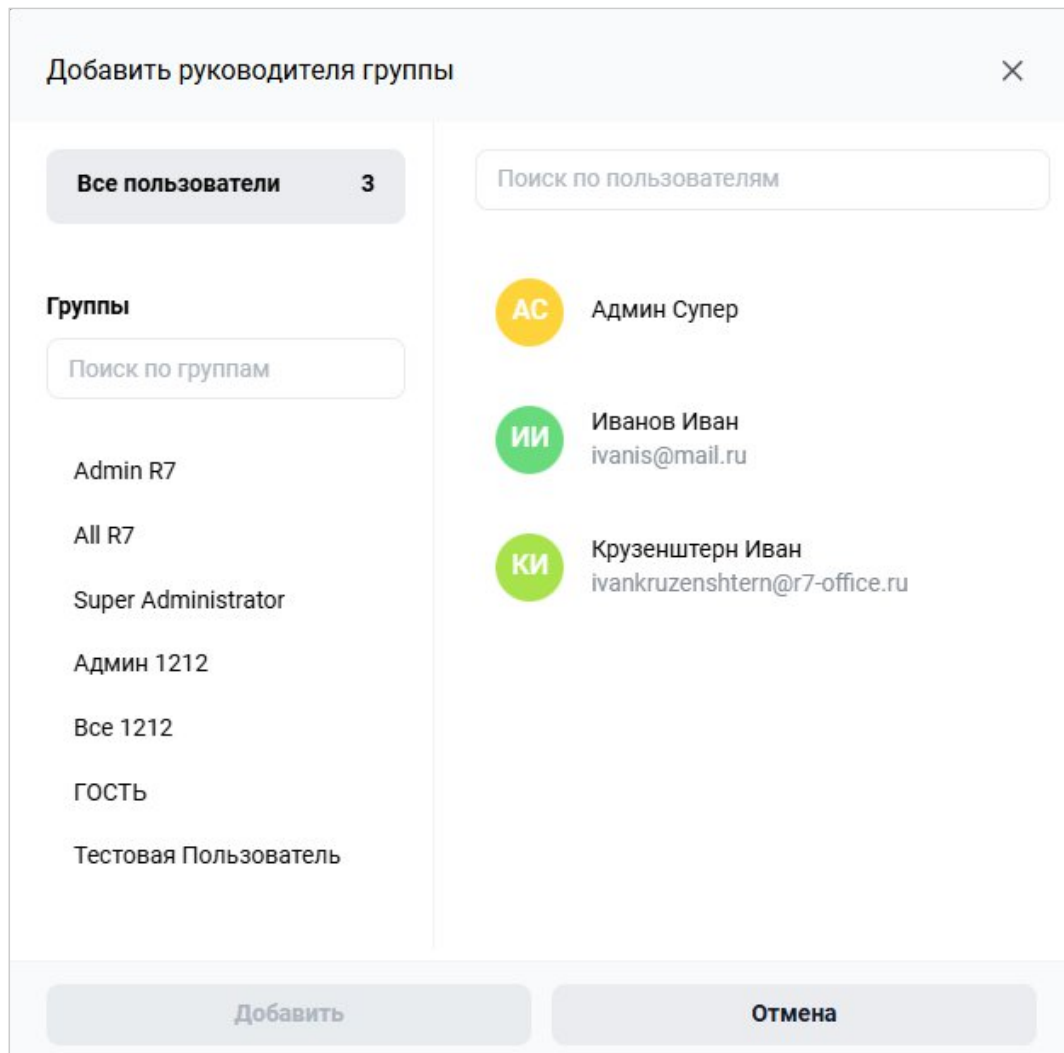 Добавить руководителя группы
Все пользователи 3
Группы
Поиск по группам
Admin R7
All R7
Super Administrator
Админ 1212
Все 1212
ГОСТЬ
Тестовая Пользователь
Поиск по пользователям
АС Админ Супер
ИИ Иванов Иван
ivanis@mail.ru
КИ Крузенштерн Иван
ivankruzenshtern@r7-office.ru
Добавить Отмена